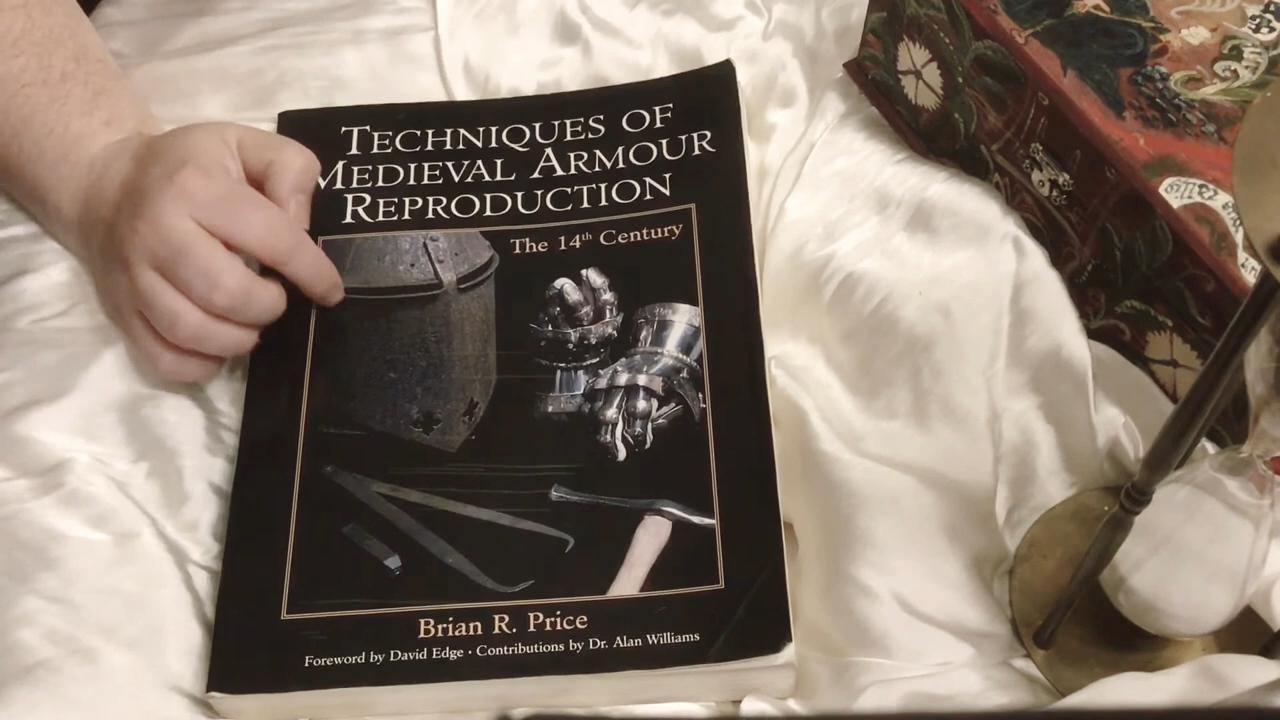 TECHNIQUES OF
MEDIEVAL ARMOUR
REPRODUCTION
The 14th Century
Brian R. Price
Foreword by David Edge · Contributions by Dr. Alan Williams